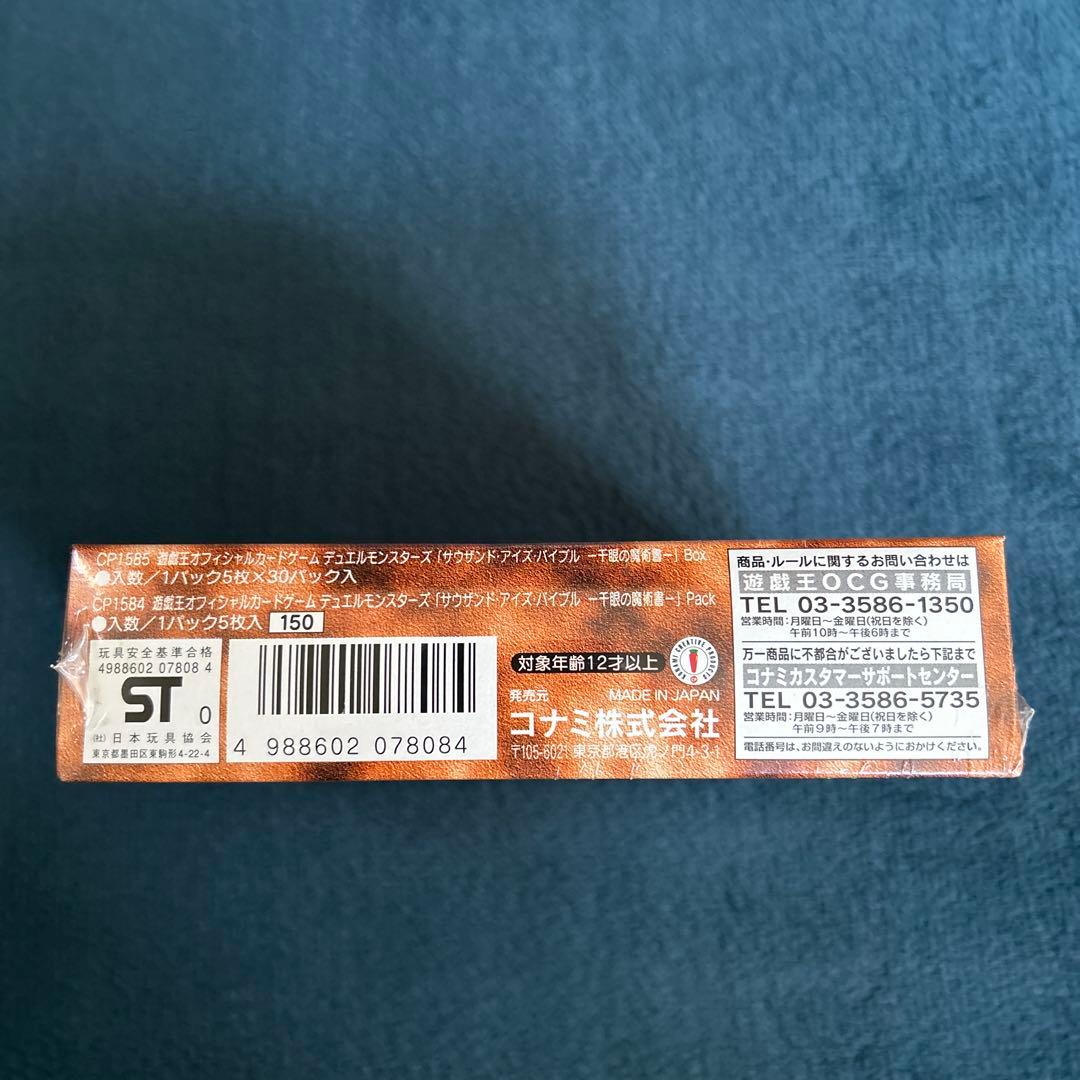 CP1585 遊戯王オフィシャルカードゲーム デュエルモンスターズ「サウザンド・アイズ・バイブル －千眼の魔術書－」Box
●入数／1パック5枚×30パック入
CP1584 遊戯王オフィシャルカードゲーム デュエルモンスターズ「サウザンド・アイズ・バイブル －千眼の魔術書－」Pack
●入数／1パック5枚入 150
玩具安全基準合格
4988602 07808 4
ST 0
(社)日本玩具協会
東京都墨田区東駒形4-22-4
4 988602 078084
対象年齢12才以上
KONAMI CREATIVE PRODUCTS
発売元 MADE IN JAPAN
コナミ株式会社
〒105-6021 東京都港区虎ノ門4-3-1
商品・ルールに関するお問い合わせは
遊戯王OCG事務局
TEL 03-3586-1350
営業時間：月曜日～金曜日(祝日を除く)
午前10時～午後6時まで
万一商品に不都合がございましたら下記まで
コナミカスタマーサポートセンター
TEL 03-3586-5735
営業時間：月曜日～金曜日(祝日を除く)
午前9時～午後7時まで
電話番号は、お間違えのないようにおかけください。